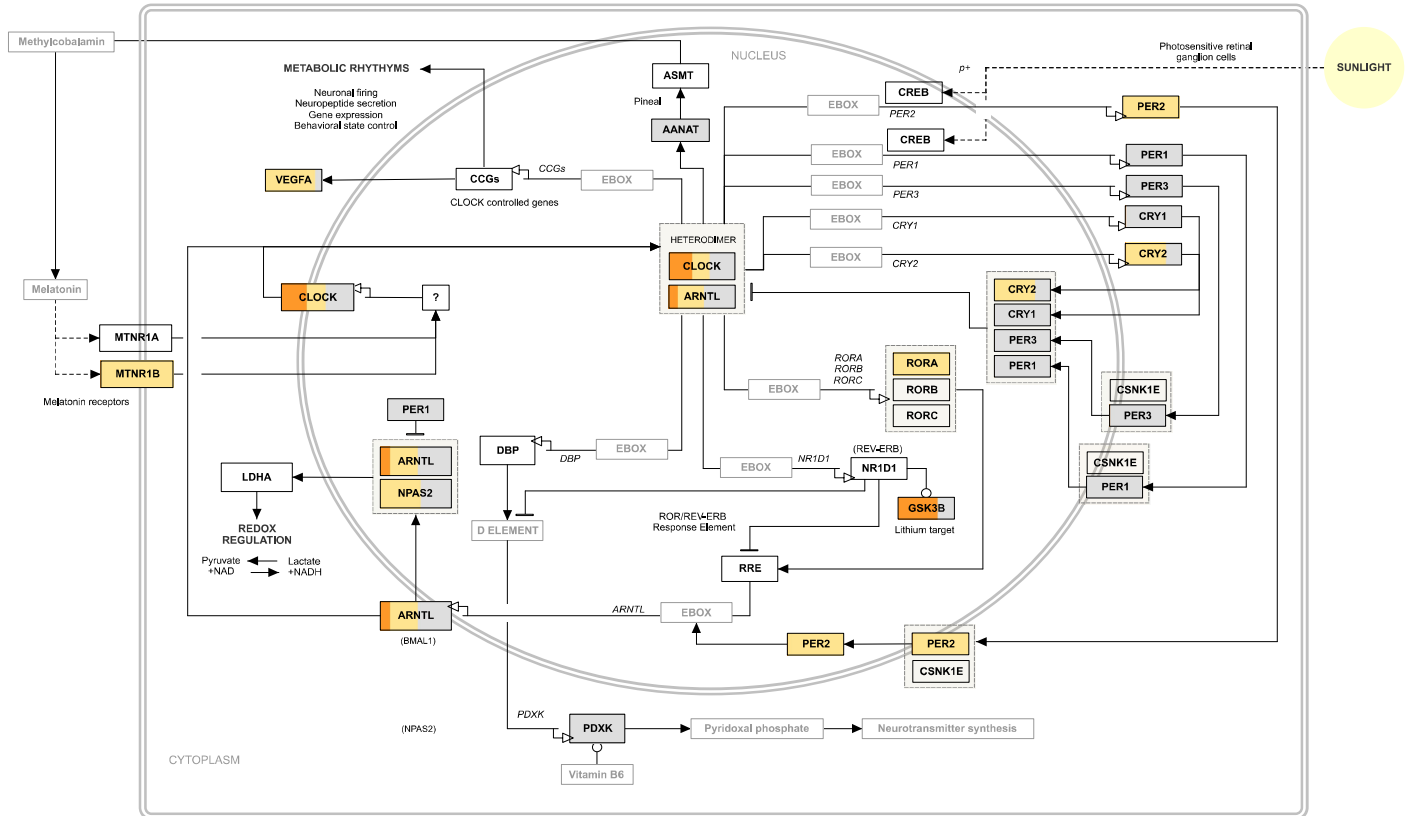 Methylcobalamin
NUCLEUS
Photosensitive retinal
ganglion cells
SUNLIGHT
p+
METABOLIC RHYTHYMS
Neuronal firing
Neuropeptide secretion
Gene expression
Behavioral state control
ASMT
Pineal
AANAT
CREB
EBOX
PER2
PER2
CREB
EBOX
PER1
PER1
EBOX
PER3
PER3
EBOX
CRY1
CRY1
EBOX
CRY2
CRY2
VEGFA
CCGs
CCGs
EBOX
CLOCK controlled genes
HETERODIMER
CLOCK
ARNTL
Melatonin
CLOCK
?
MTNR1A
MTNR1B
Melatonin receptors
CRY2
CRY1
PER3
PER1
RORA
RORB
RORC
EBOX
RORA
RORB
RORC
CSNK1E
PER3
CSNK1E
PER1
PER1
ARNTL
NPAS2
DBP
DBP
EBOX
EBOX
NR1D1
(REV-ERB)
NR1D1
GSK3B
Lithium target
LDHA
REDOX
REGULATION
Pyruvate
+NAD
Lactate
+NADH
D ELEMENT
ROR/REV-ERB
Response Element
RRE
ARNTL
(BMAL1)
ARNTL
EBOX
PER2
PER2
CSNK1E
(NPAS2)
PDXK
PDXK
Pyridoxal phosphate
Neurotransmitter synthesis
Vitamin B6
CYTOPLASM